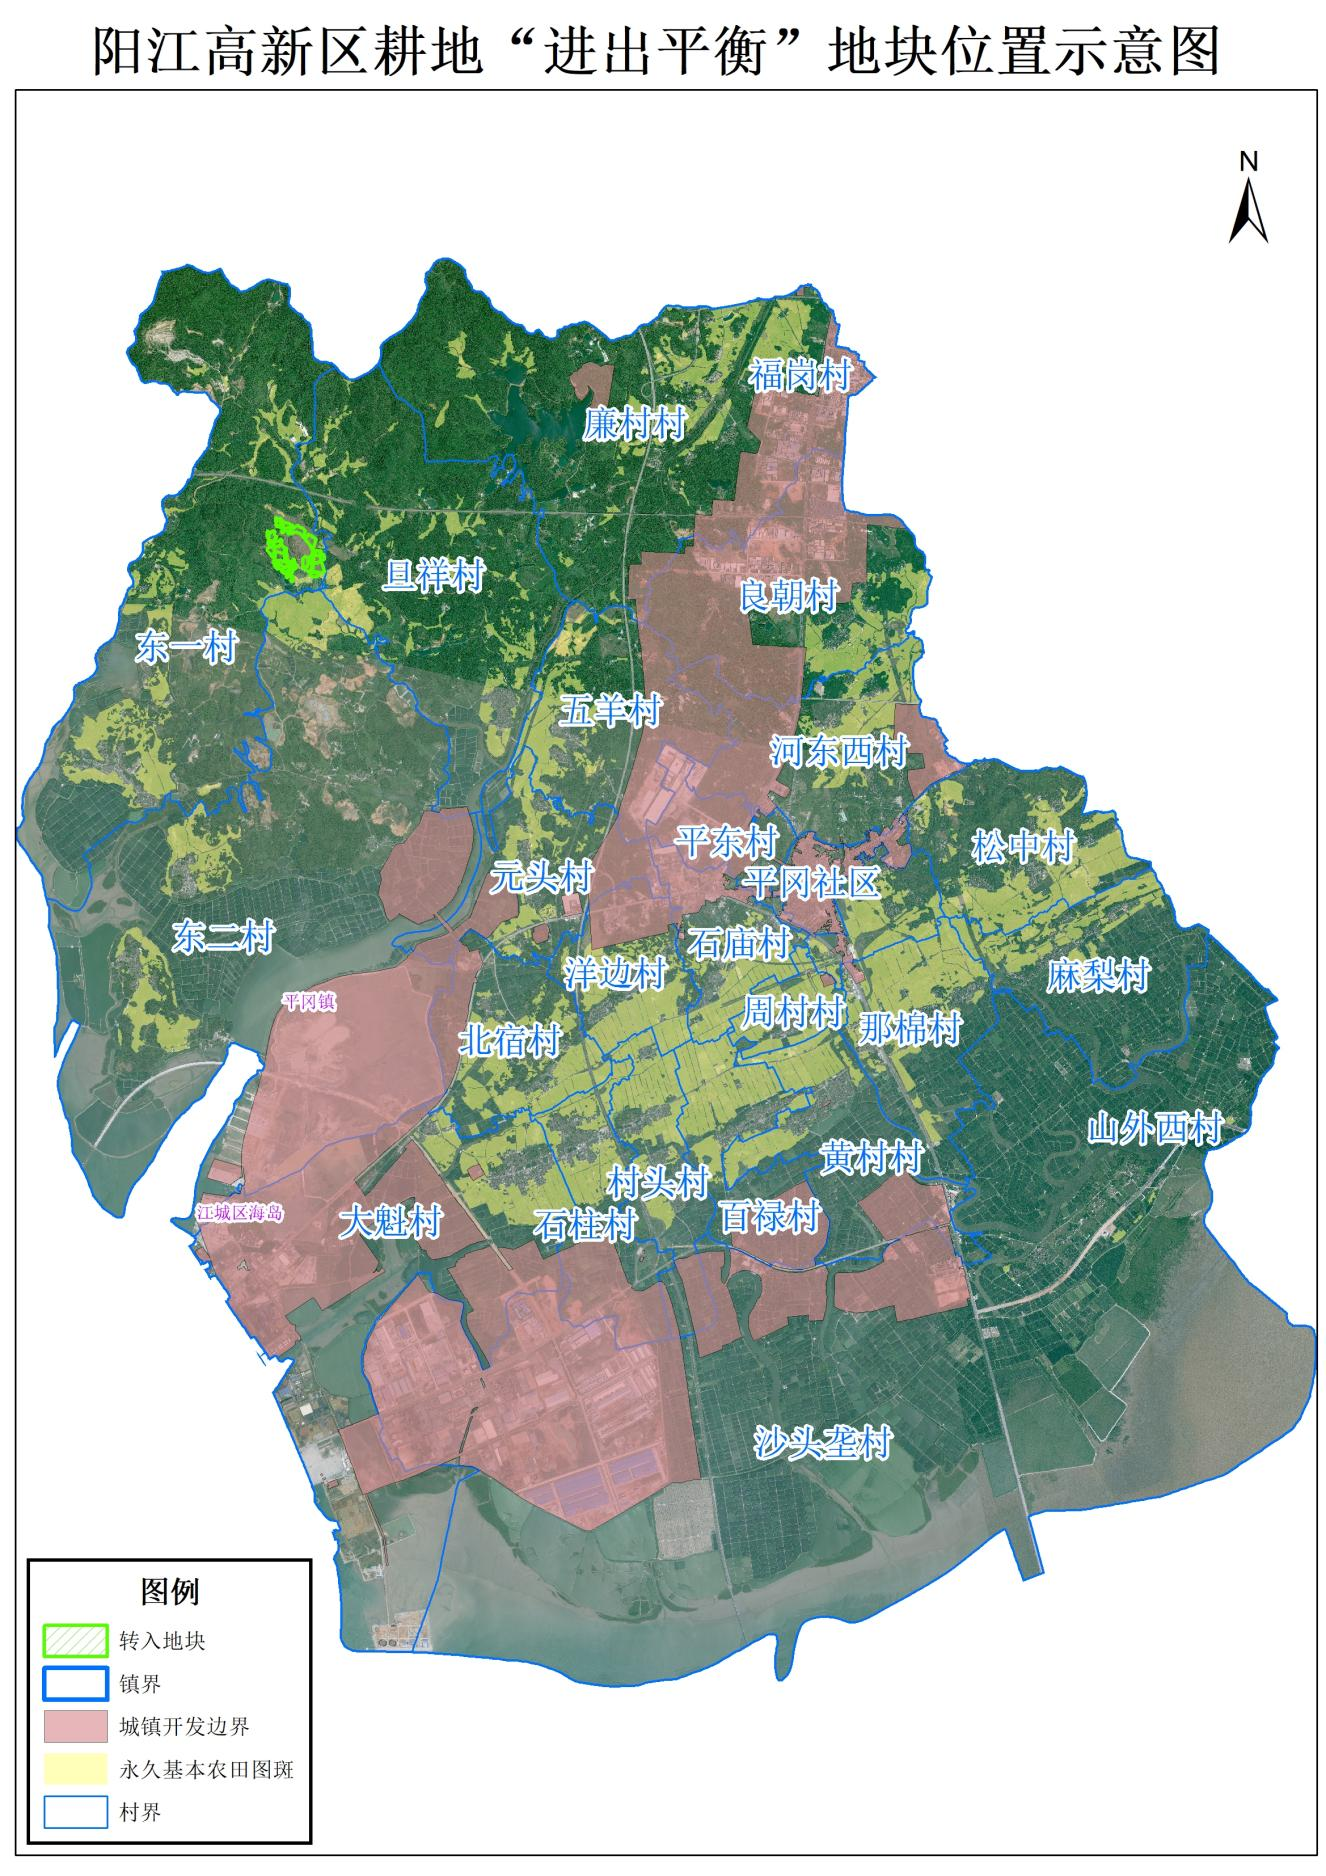 阳江高新区耕地“进出平衡”地块位置示意图
N
福岗村
廉村村
旦祥村
良朝村
东一村
五羊村
河东西村
平东村
松中村
元头村
平冈社区
东二村
石庙村
洋边村
麻梨村
平冈镇
周村村
那棉村
北宿村
山外西村
黄村村
村头村
江城区海岛
大魁村
石柱村
百禄村
沙头垄村
图例
转入地块
镇界
城镇开发边界
永久基本农田图斑
村界